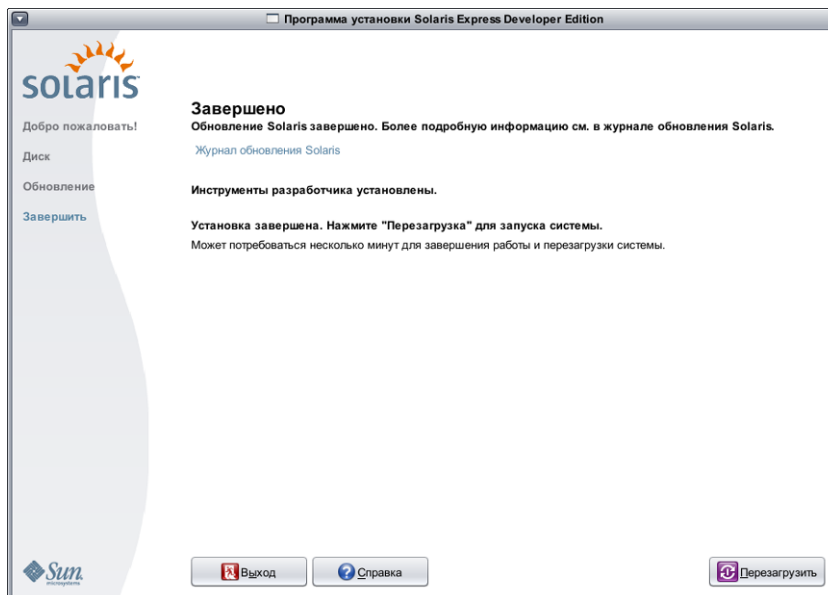 Программа установки Solaris Express Developer Edition
solaris
Добро пожаловать!
Диск
Обновление
Завершить
Завершено
Обновление Solaris завершено. Более подробную информацию см. в журнале обновления Solaris.
Журнал обновления Solaris
Инструменты разработчика установлены.
Установка завершена. Нажмите "Перезагрузка" для запуска системы.
Может потребоваться несколько минут для завершения работы и перезагрузки системы.
Sun
microsystems
Выход
Справка
Перезагрузить